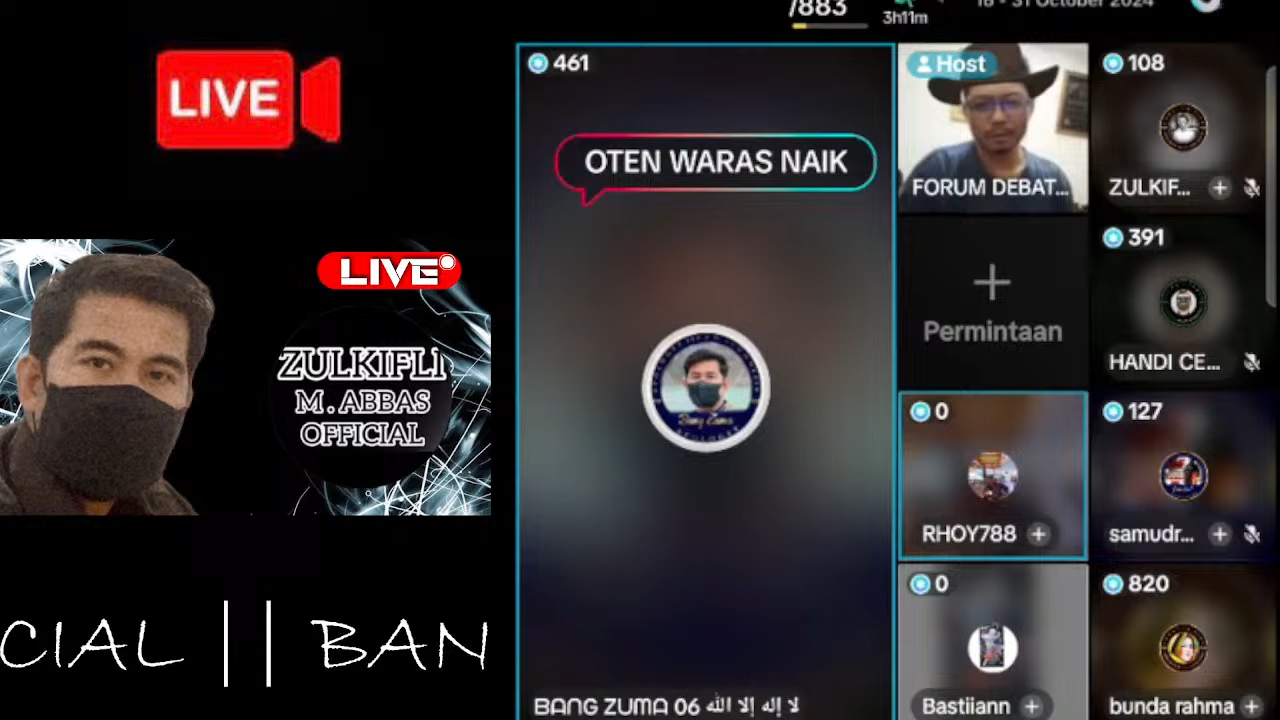 LIVE
LIVE
ZULKIFLI
M. ABBAS
OFFICIAL
CIAL || BAN
/883
3h11m
18 - 31 October 2024
461
OTEN WARAS NAIK
BANG ZUMA 06 لا إله إلا الله
Host
FORUM DEBAT...
108
ZULKIF...
Permintaan
391
HANDI CE...
0
RHOY788
127
samudr...
0
Bastiiann
820
bunda rahma